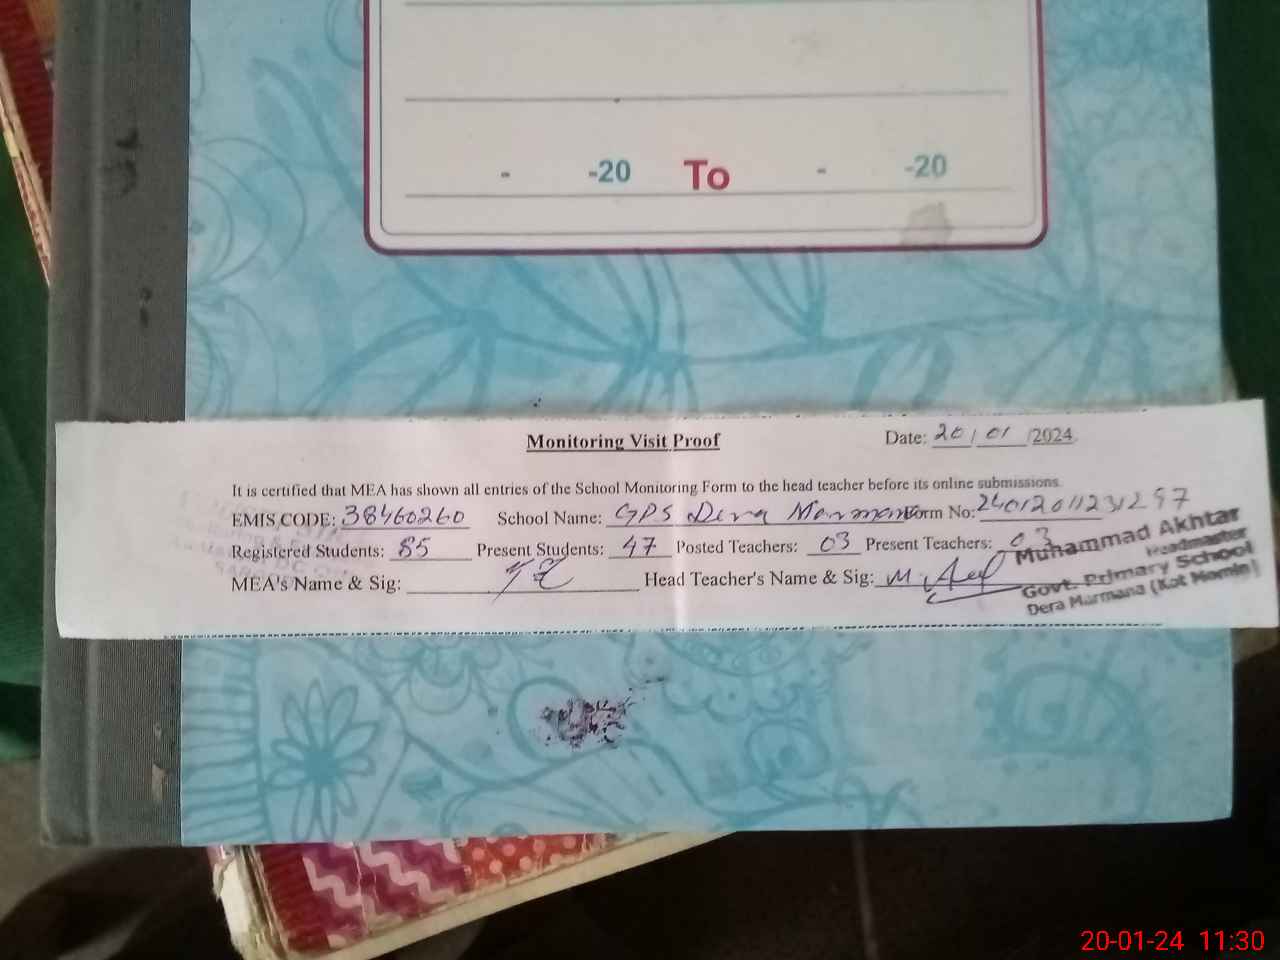 - -20 To - -20
Monitoring Visit Proof Date: 20/01/2024
It is certified that MEA has shown all entries of the School Monitoring Form to the head teacher before its online submissions.
EMIS CODE: 38460260 School Name: GPS Dera Marmana Form No: 24012011231297
Registered Students: 85 Present Students: 47 Posted Teachers: 03 Present Teachers: 03
MEA's Name & Sig: Head Teacher's Name & Sig:
Muhammad Akhtar
Headmaster
Govt. Primary School
Dera Marmana (Kot Momin)
20-01-24 11:30